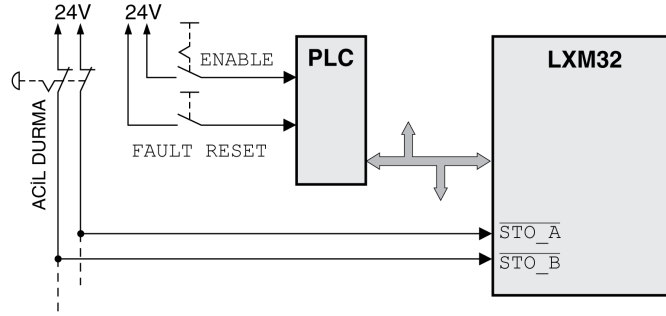 24V 24V
ENABLE
PLC
LXM32
ACİL DURMA
FAULT RESET
STO_A
STO_B